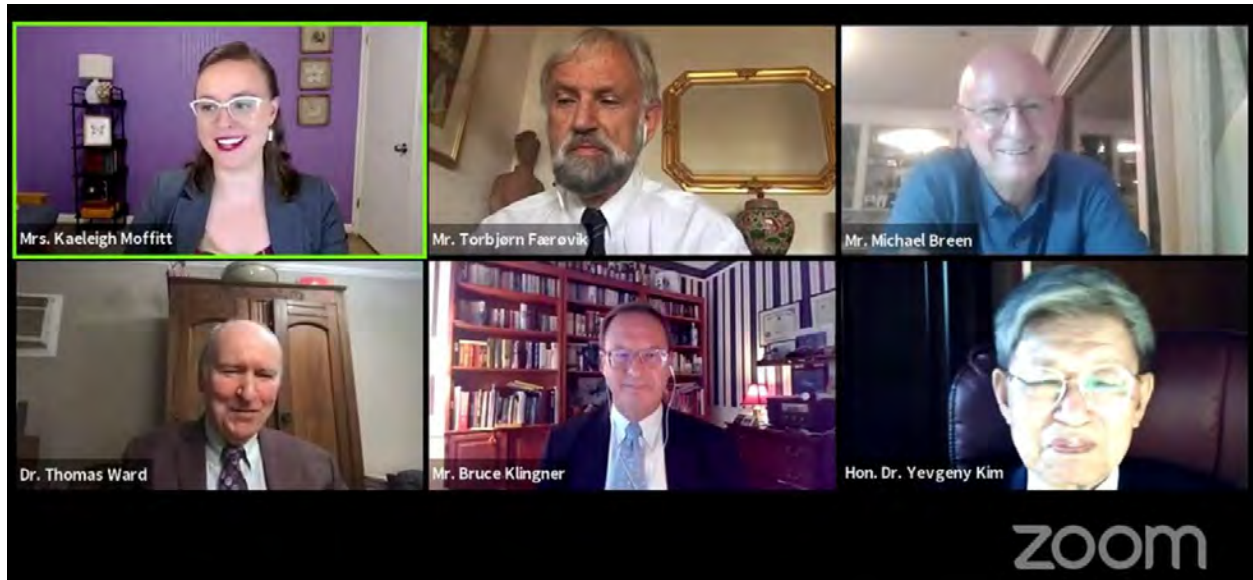 Mrs. Kaeleigh Moffitt
Mr. Torbjørn Færøvik
Mr. Michael Breen
Dr. Thomas Ward
Mr. Bruce Klingner
Hon. Dr. Yevgeny Kim
zoom